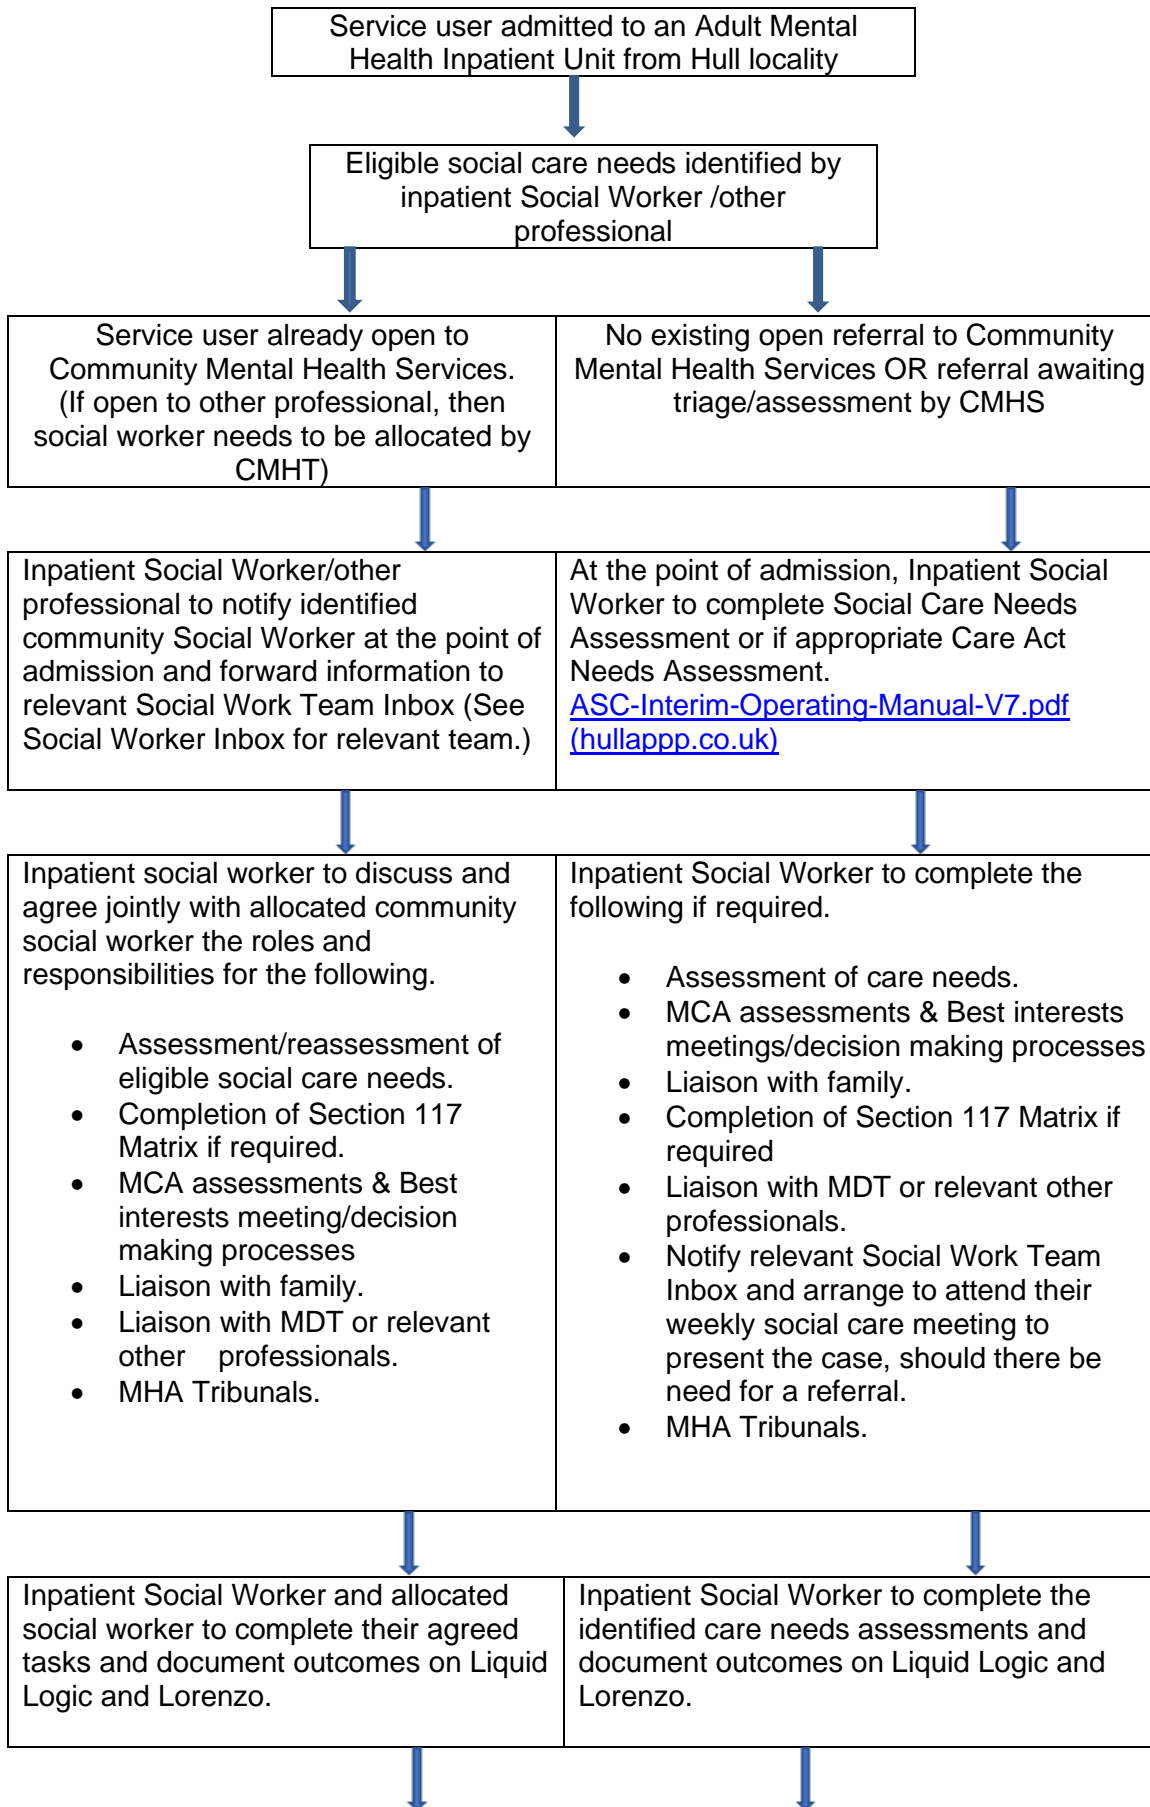 Service user admitted to an Adult Mental
Health Inpatient Unit from Hull locality
Eligible social care needs identified by
inpatient Social Worker /other
professional
Service user already open to
Community Mental Health Services.
(If open to other professional, then
social worker needs to be allocated by
CMHT)
No existing open referral to Community
Mental Health Services OR referral awaiting
triage/assessment by CMHS
Inpatient Social Worker/other
professional to notify identified
community Social Worker at the point of
admission and forward information to
relevant Social Work Team Inbox (See
Social Worker Inbox for relevant team.)
At the point of admission, Inpatient Social
Worker to complete Social Care Needs
Assessment or if appropriate Care Act
Needs Assessment.
ASC-Interim-Operating-Manual-V7.pdf
(hullappp.co.uk)
Inpatient social worker to discuss and
agree jointly with allocated community
social worker the roles and
responsibilities for the following.
• Assessment/reassessment of
eligible social care needs.
• Completion of Section 117
Matrix if required.
• MCA assessments & Best
interests meeting/decision
making processes
• Liaison with family.
• Liaison with MDT or relevant
other professionals.
• MHA Tribunals.
Inpatient Social Worker to complete the
following if required.
• Assessment of care needs.
• MCA assessments & Best interests
meetings/decision making processes
• Liaison with family.
• Completion of Section 117 Matrix if
required
• Liaison with MDT or relevant other
professionals.
• Notify relevant Social Work Team
Inbox and arrange to attend their
weekly social care meeting to
present the case, should there be
need for a referral.
• MHA Tribunals.
Inpatient Social Worker and allocated
social worker to complete their agreed
tasks and document outcomes on Liquid
Logic and Lorenzo.
Inpatient Social Worker to complete the
identified care needs assessments and
document outcomes on Liquid Logic and
Lorenzo.